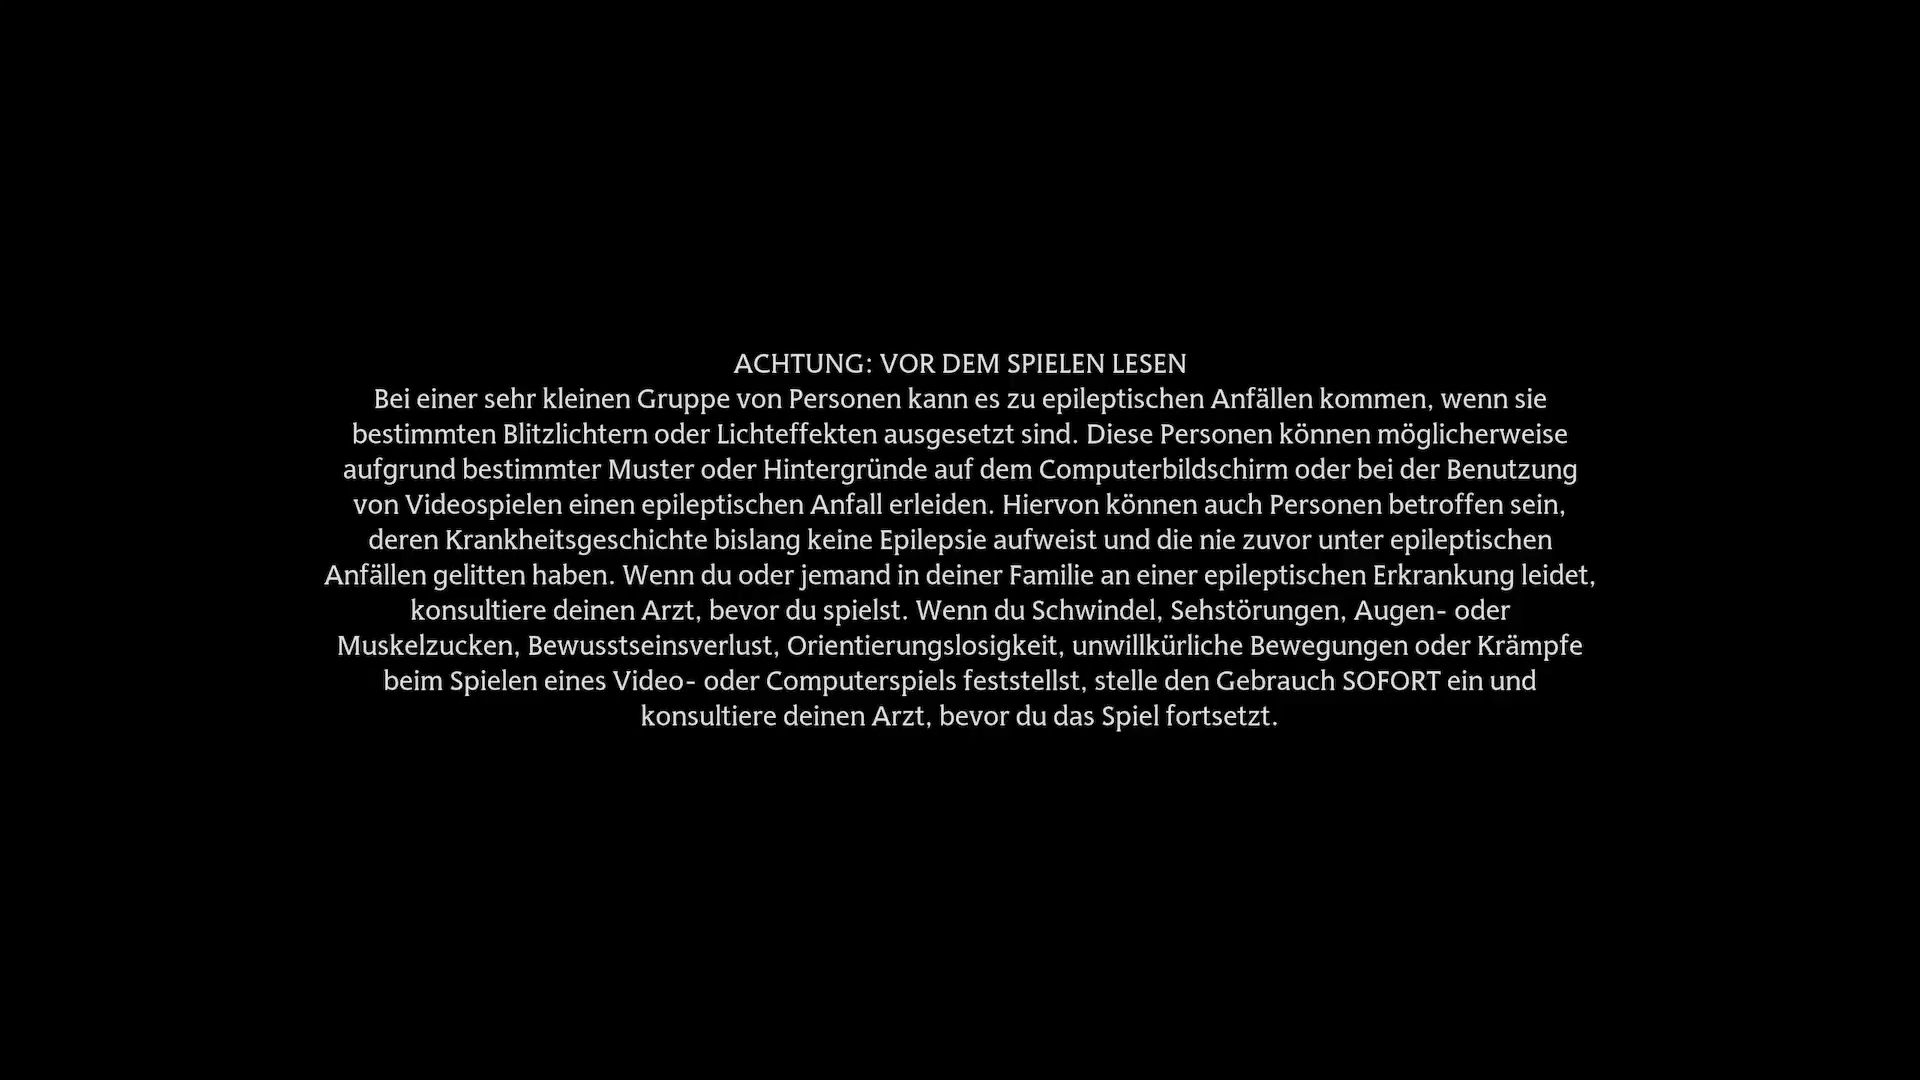 ACHTUNG: VOR DEM SPIELEN LESEN
Bei einer sehr kleinen Gruppe von Personen kann es zu epileptischen Anfällen kommen, wenn sie
bestimmten Blitzlichtern oder Lichteffekten ausgesetzt sind. Diese Personen können möglicherweise
aufgrund bestimmter Muster oder Hintergründe auf dem Computerbildschirm oder bei der Benutzung
von Videospielen einen epileptischen Anfall erleiden. Hiervon können auch Personen betroffen sein,
deren Krankheitsgeschichte bislang keine Epilepsie aufweist und die nie zuvor unter epileptischen
Anfällen gelitten haben. Wenn du oder jemand in deiner Familie an einer epileptischen Erkrankung leidet,
konsultiere deinen Arzt, bevor du spielst. Wenn du Schwindel, Sehstörungen, Augen- oder
Muskelzucken, Bewusstseinsverlust, Orientierungslosigkeit, unwillkürliche Bewegungen oder Krämpfe
beim Spielen eines Video- oder Computerspiels feststellst, stelle den Gebrauch SOFORT ein und
konsultiere deinen Arzt, bevor du das Spiel fortsetzt.